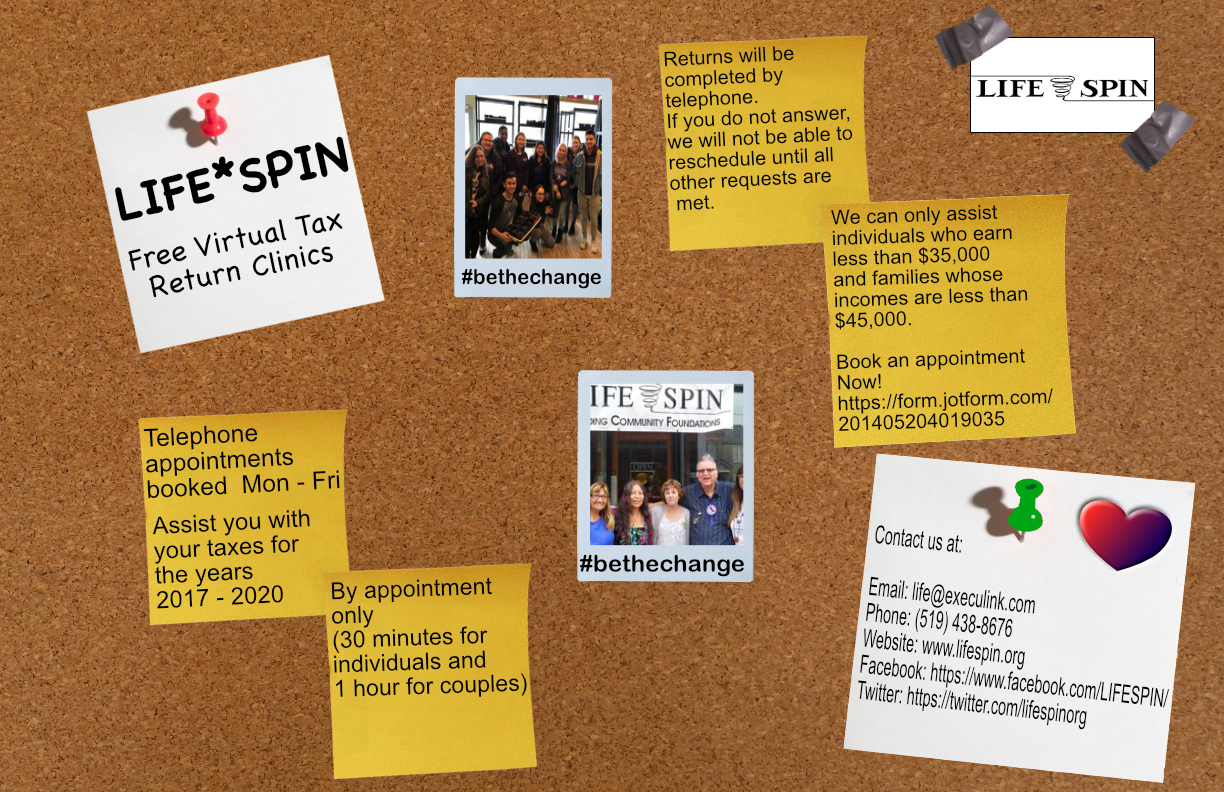 LIFE*SPIN
Free Virtual Tax
Return Clinics
#bethechange
Returns will be
completed by
telephone.
If you do not answer,
we will not be able to
reschedule until all
other requests are
met.
LIFE SPIN
We can only assist
individuals who earn
less than $35,000
and families whose
incomes are less than
$45,000.
Book an appointment
Now!
https://form.jotform.com/
201405204019035
Telephone
appointments
booked Mon - Fri
Assist you with
your taxes for
the years
2017 - 2020
By appointment
only
(30 minutes for
individuals and
1 hour for couples)
IFE SPIN
DING COMMUNITY FOUNDATIONS
SPIN
#bethechange
Contact us at:
Email: life@execulink.com
Phone: (519) 438-8676
Website: www.lifespin.org
Facebook: https://www.facebook.com/LIFESPIN/
Twitter: https://twitter.com/lifespinorg